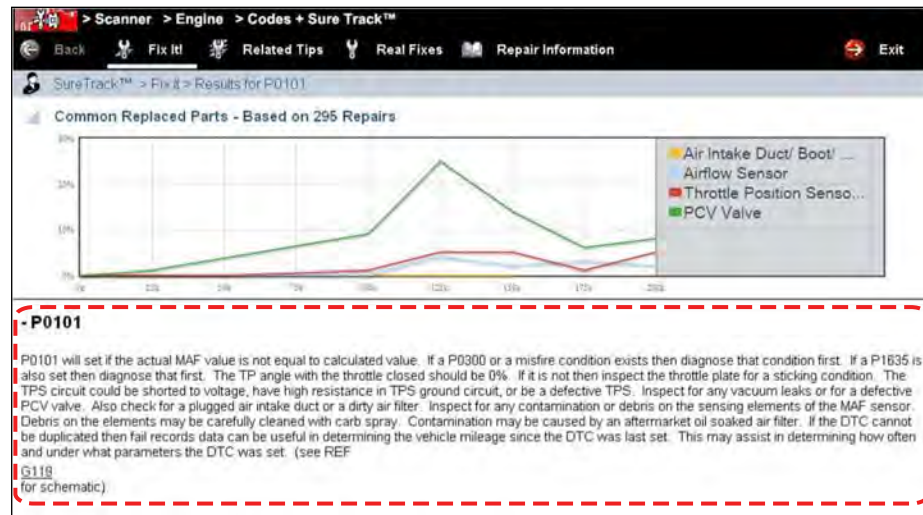 > Scanner > Engine > Codes + Sure Track™
Back Fix It! Related Tips Real Fixes Repair Information Exit
SureTrack™ > Fix It > Results for P0101
Common Replaced Parts - Based on 295 Repairs
Air Intake Duct/ Boot/ ...
Airflow Sensor
Throttle Position Senso...
PCV Valve
- P0101
P0101 will set if the actual MAF value is not equal to calculated value. If a P0300 or a misfire condition exists then diagnose that condition first. If a P1635 is
also set then diagnose that first. The TP angle with the throttle closed should be 0%. If it is not then inspect the throttle plate for a sticking condition. The
TPS circuit could be shorted to voltage, have high resistance in TPS ground circuit, or be a defective TPS. Inspect for any vacuum leaks or for a defective
PCV valve. Also check for a plugged air intake duct or a dirty air filter. Inspect for any contamination or debris on the sensing elements of the MAF sensor.
Debris on the elements may be carefully cleaned with carb spray. Contamination may be caused by an aftermarket oil soaked air filter. If the DTC cannot
be duplicated then fail records data can be useful in determining the vehicle mileage since the DTC was last set. This may assist in determining how often
and under what parameters the DTC was set. (see REF
G119
for schematic)